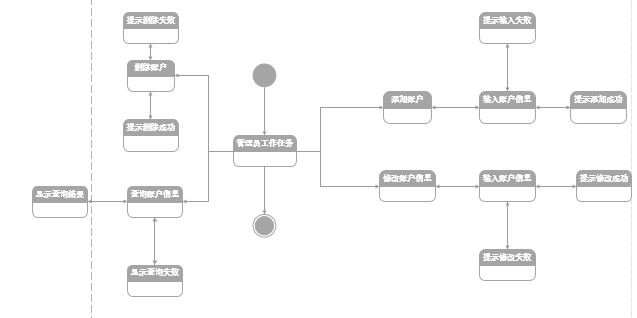 提示删除失败
提示输入失败
删除账户
添加账户
输入账户信息
提示添加成功
提示删除成功
管理员工作任务
修改账户信息
输入账户信息
提示修改成功
显示查询结果
查询账户信息
提示修改失败
显示查询失败